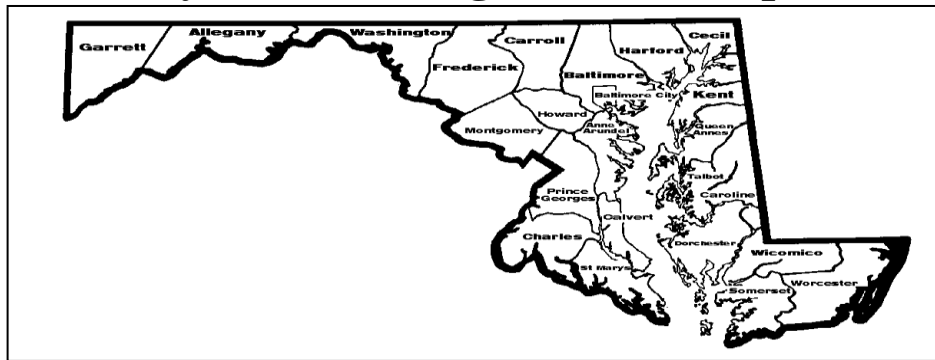 Garrett
Allegany
Washington
Frederick
Carroll
Baltimore
Harford
Cecil
Baltimore City
Kent
Howard
Montgomery
Anne
Arundel
Queen
Annes
Talbot
Caroline
Prince
Georges
Calvert
Charles
St Marys
Dorchester
Wicomico
Somerset
Worcester